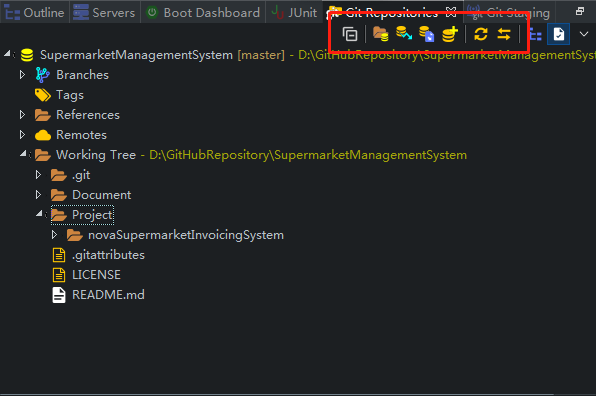 Outline Servers Boot Dashboard JUnit Git Repositories Git Staging
SupermarketManagementSystem [master] - D:\GitHubRepository\SupermarketManagementSyst
Branches
Tags
References
Remotes
Working Tree - D:\GitHubRepository\SupermarketManagementSystem
.git
Document
Project
novaSupermarketInvoicingSystem
.gitattributes
LICENSE
README.md